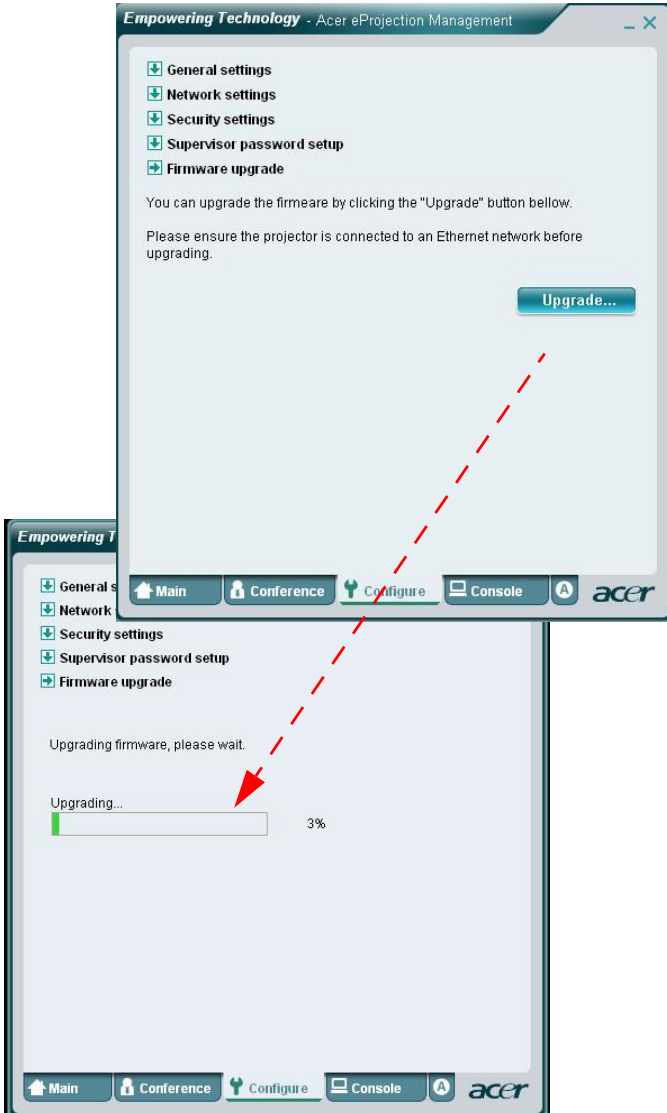 Empowering Technology - Acer eProjection Management
General settings
Network settings
Security settings
Supervisor password setup
Firmware upgrade
You can upgrade the firmeare by clicking the "Upgrade" button bellow.
Please ensure the projector is connected to an Ethernet network before
upgrading.
Upgrade...
Main Conference Configure Console A acer
Empowering T
General s
Network
Security settings
Supervisor password setup
Firmware upgrade
Upgrading firmware, please wait.
Upgrading...
3%
Main Conference Configure Console A acer